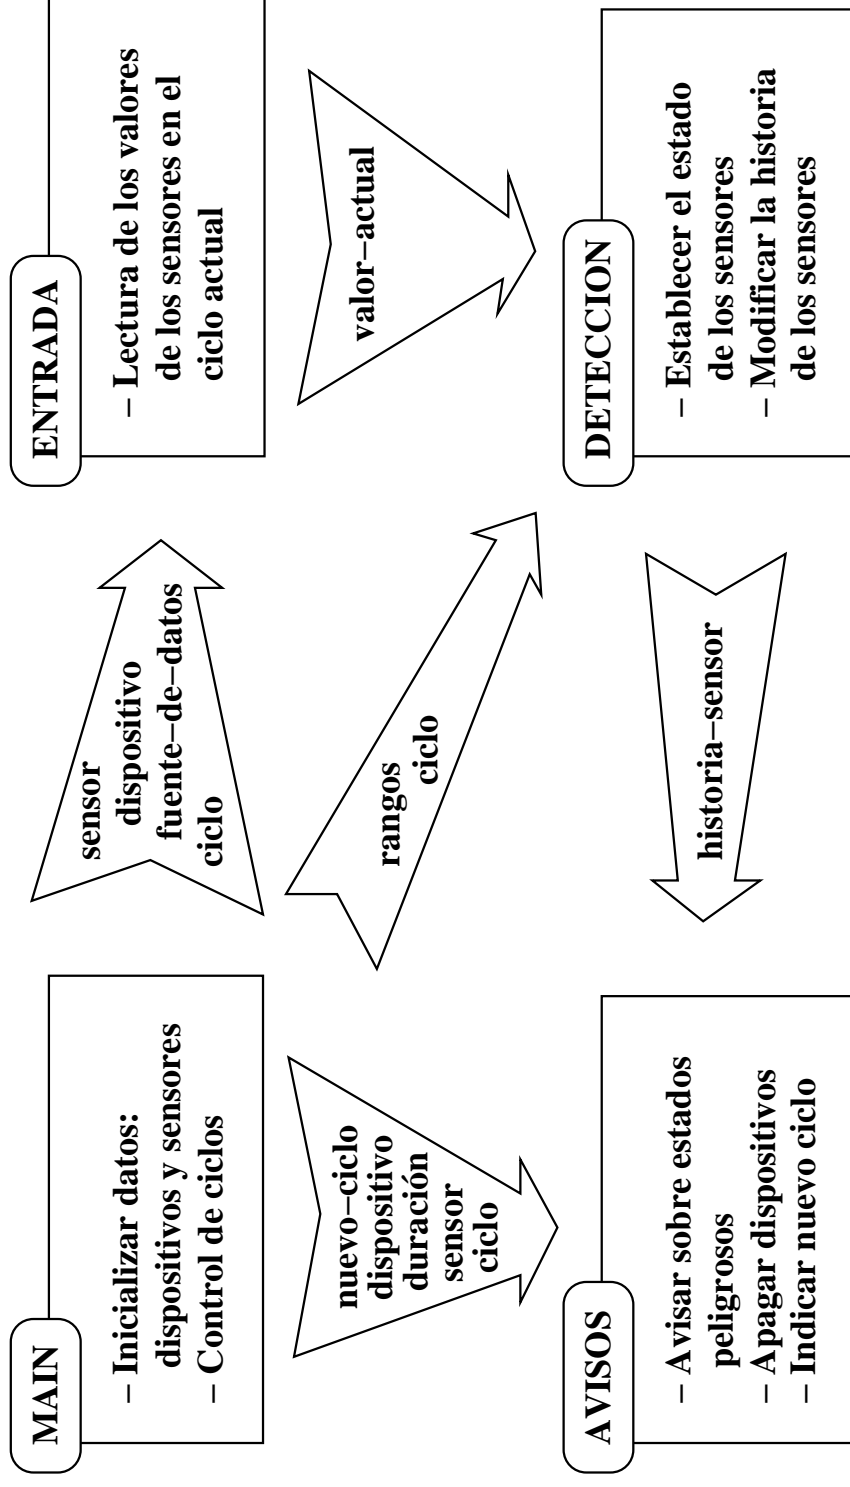 MAIN
– Inicializar datos:
dispositivos y sensores
– Control de ciclos
sensor
dispositivo
fuente–de–datos
ciclo
ENTRADA
– Lectura de los valores
de los sensores en el
ciclo actual
nuevo–ciclo
dispositivo
duración
sensor
ciclo
rangos
ciclo
valor–actual
AVISOS
– Avisar sobre estados
peligrosos
– Apagar dispositivos
– Indicar nuevo ciclo
historia–sensor
DETECCION
– Establecer el estado
de los sensores
– Modificar la historia
de los sensores